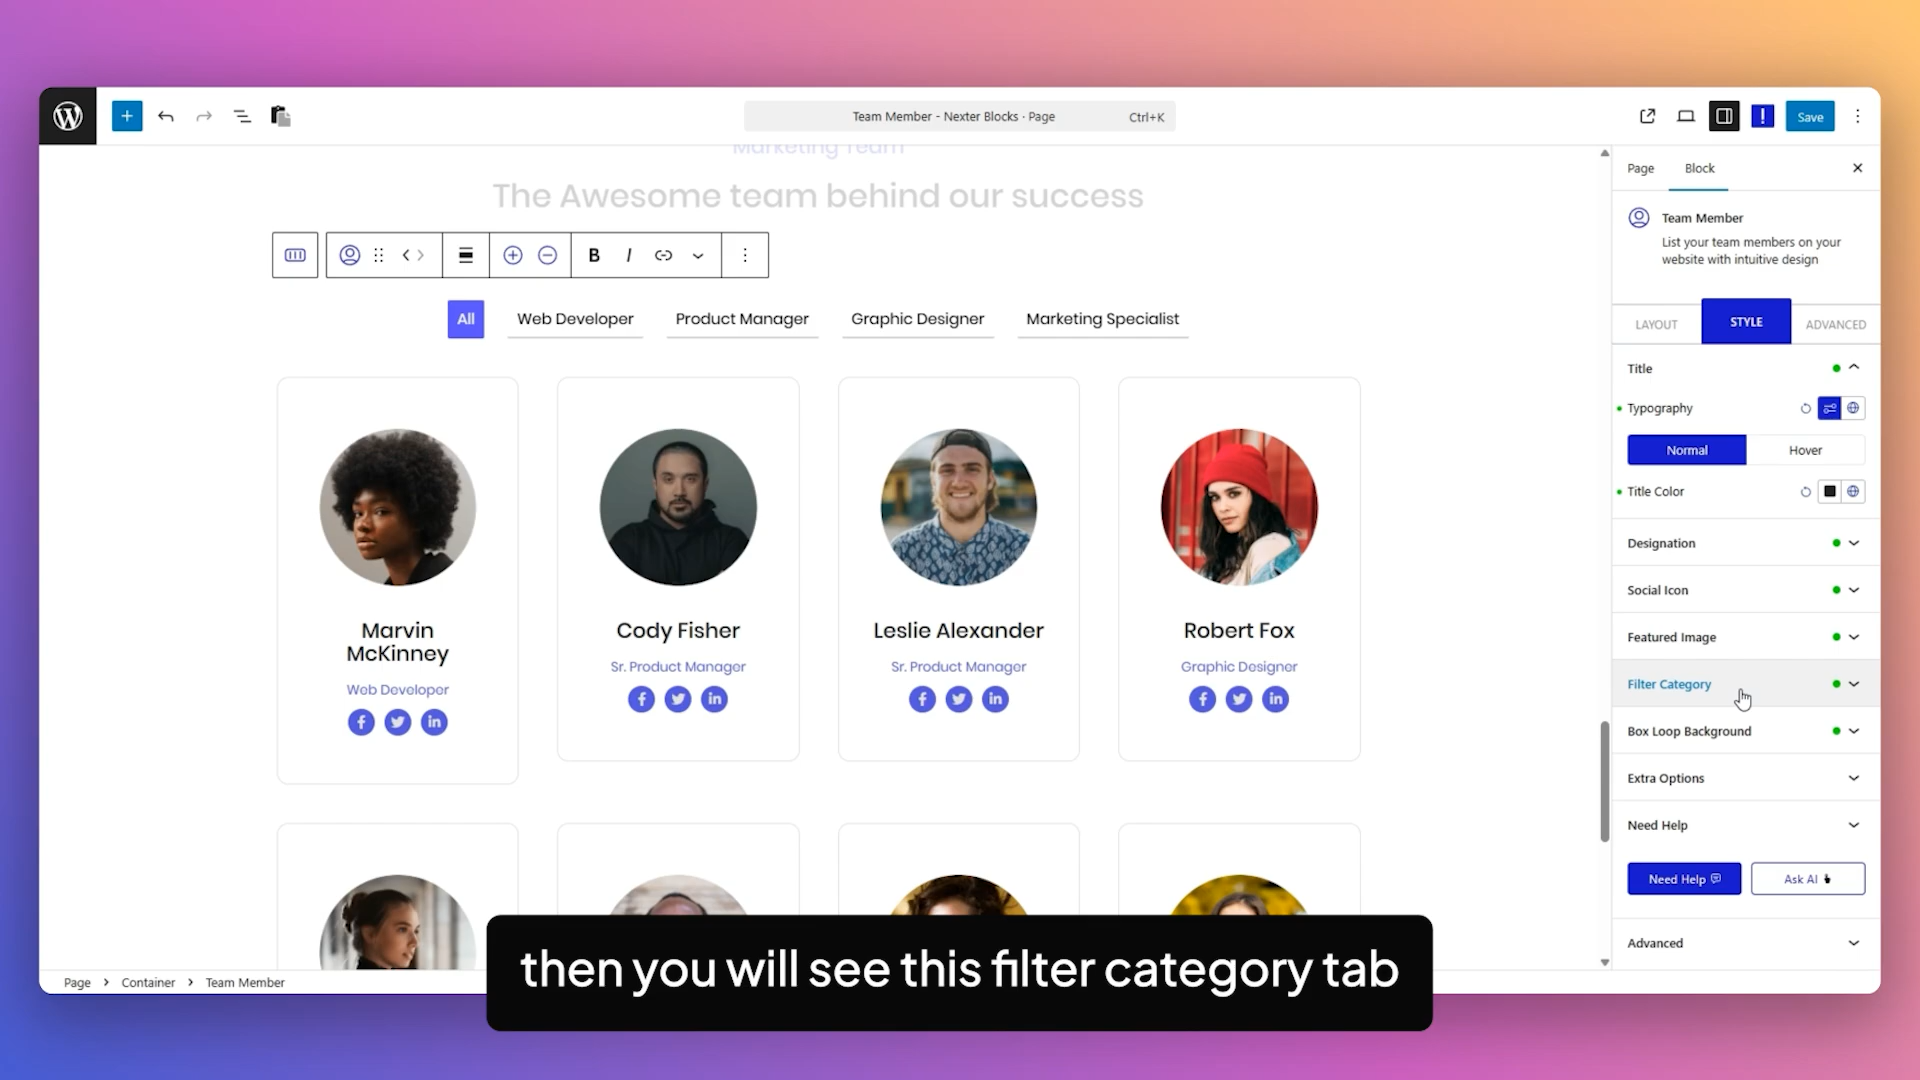 Team Member - Nexter Blocks · Page Ctrl+K
Save
Marketing Team
The Awesome team behind our success
B I
All Web Developer Product Manager Graphic Designer Marketing Specialist
Marvin
McKinney
Web Developer
Cody Fisher
Sr. Product Manager
Leslie Alexander
Sr. Product Manager
Robert Fox
Graphic Designer
Page Block
Team Member
List your team members on your
website with intuitive design
LAYOUT STYLE ADVANCED
Title
Typography
Normal Hover
Title Color
Designation
Social Icon
Featured Image
Filter Category
Box Loop Background
Extra Options
Need Help
Need Help Ask AI
Advanced
Page > Container > Team Member
then you will see this filter category tab